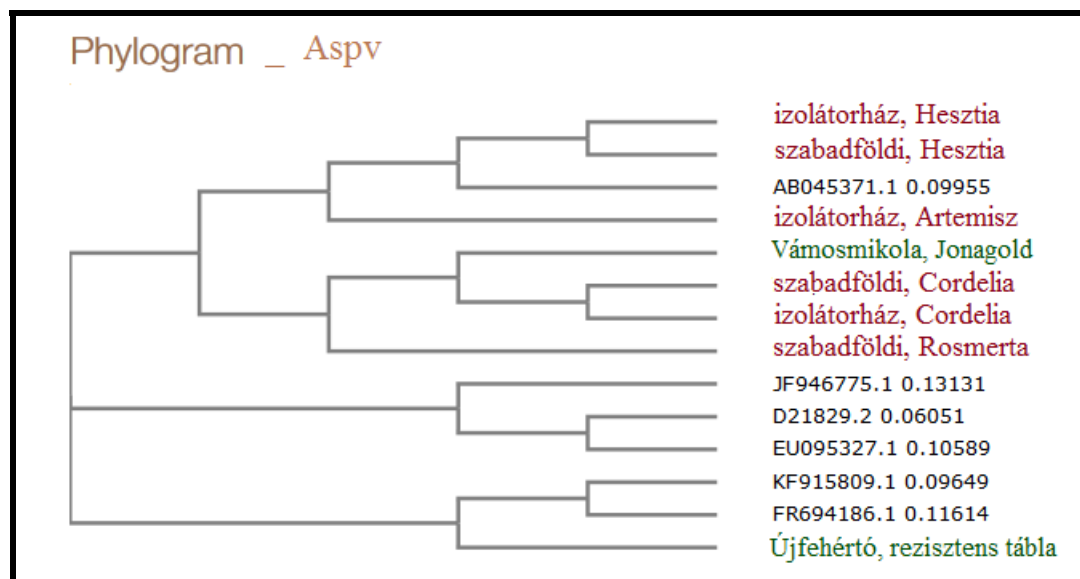 Phylogram _ Aspv
izolátorház, Hesztia
szabadföldi, Hesztia
AB045371.1 0.09955
izolátorház, Artemisz
Vámosmikola, Jonagold
szabadföldi, Cordelia
izolátorház, Cordelia
szabadföldi, Rosmerta
JF946775.1 0.13131
D21829.2 0.06051
EU095327.1 0.10589
KF915809.1 0.09649
FR694186.1 0.11614
Újfehértó, rezisztens tábla